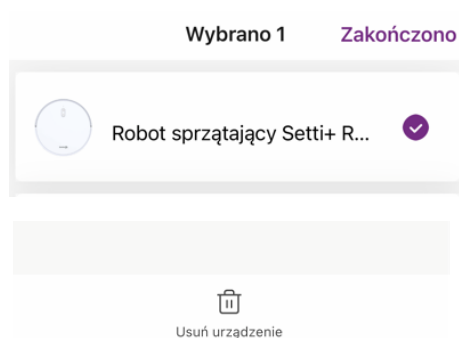 Wybrano 1 Zakończono
Robot sprzątający Setti+ R...
Usuń urządzenie